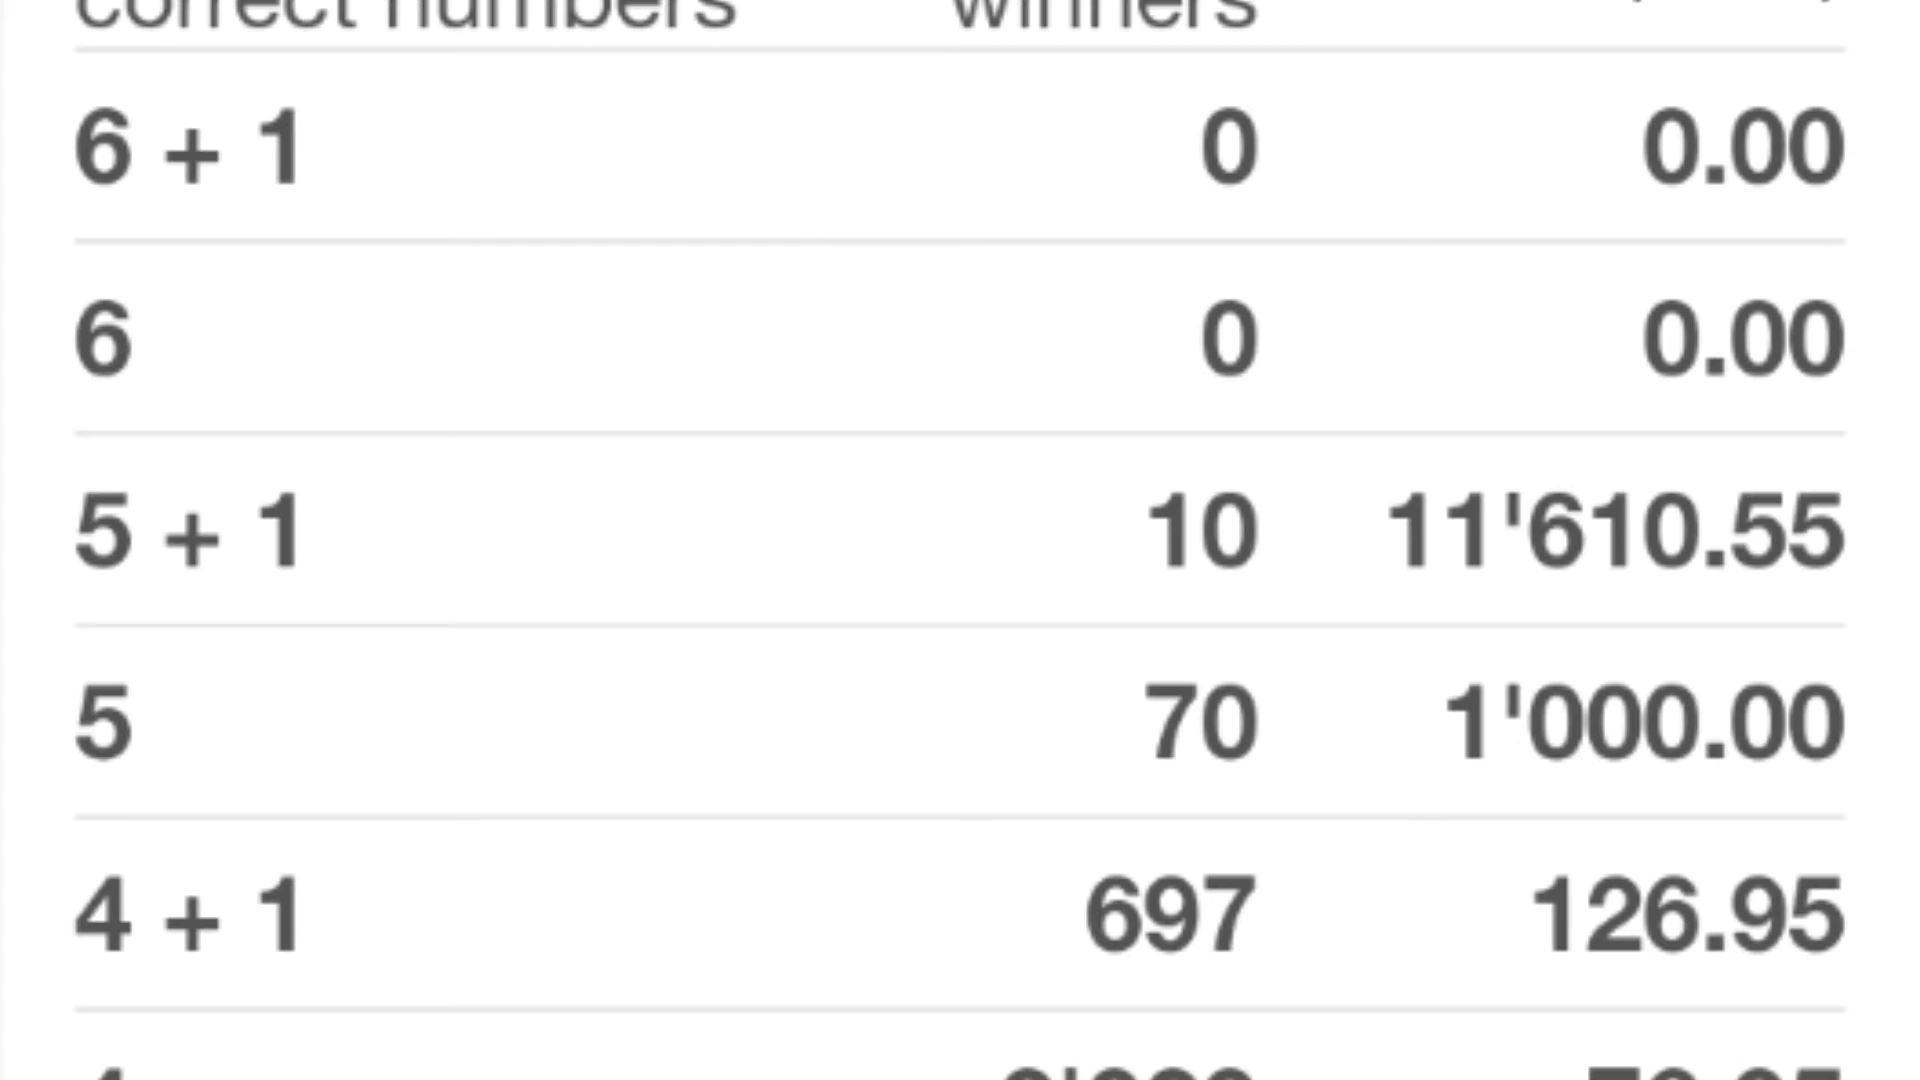 correct numbers winners
6 + 1 0 0.00
6 0 0.00
5 + 1 10 11'610.55
5 70 1'000.00
4 + 1 697 126.95